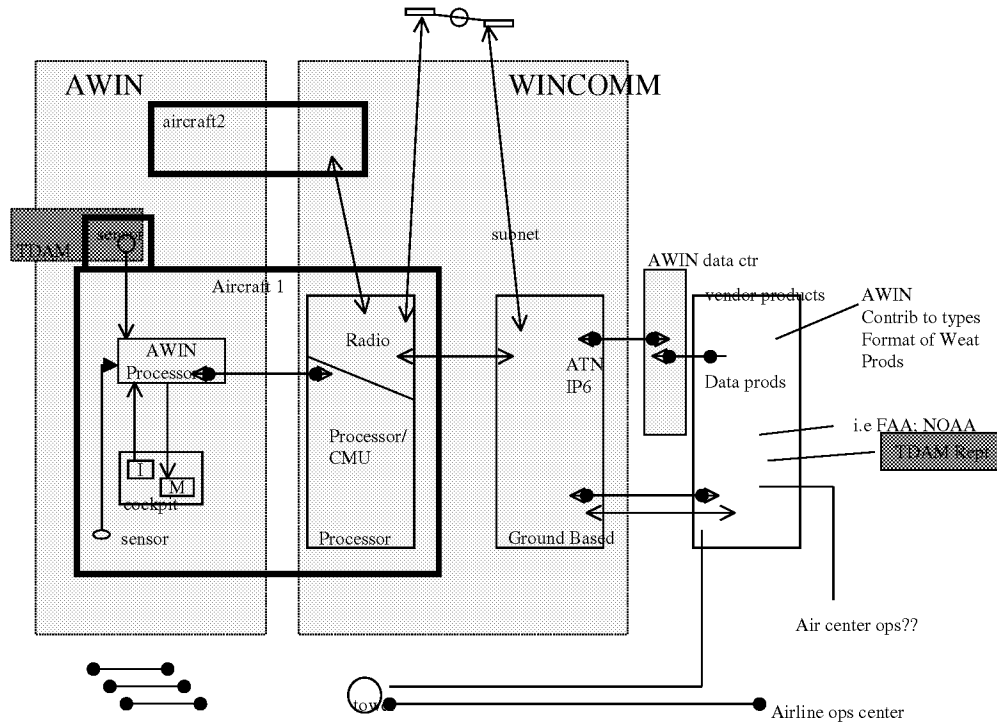 AWIN
WINCOMM
aircraft2
sensor
TDAM
subnet
AWIN data ctr
Aircraft 1
vendor products
AWIN
Contrib to types
Format of Weat
Prods
Radio
AWIN
Processor
ATN
IP6
Data prods
Processor/
CMU
i.e FAA; NOAA
TDAM Rept
I
M
cockpit
sensor
Processor
Ground Based
Air center ops??
Airline ops center